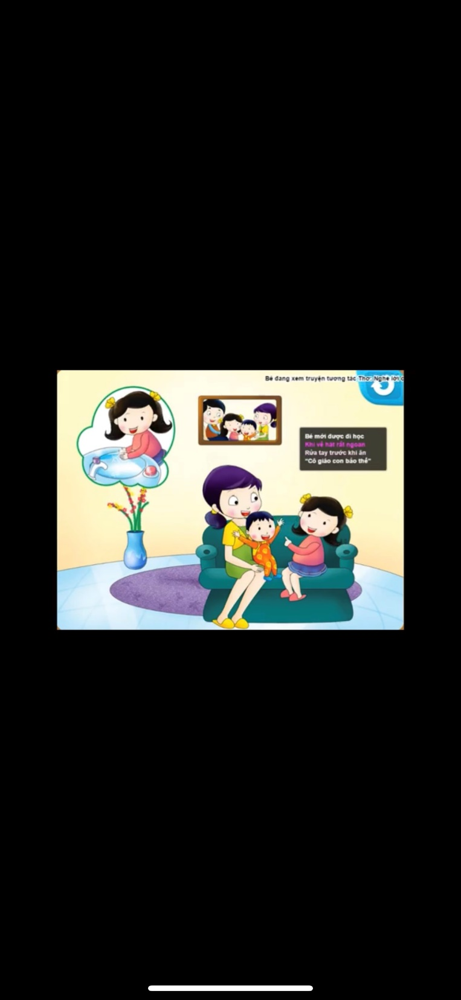 Bé đang xem truyện tương tác Thơ: Nghe lời c
Bé mới được đi học
Khi về hát rất ngoan
Rửa tay trước khi ăn
"Cô giáo con bảo thế"